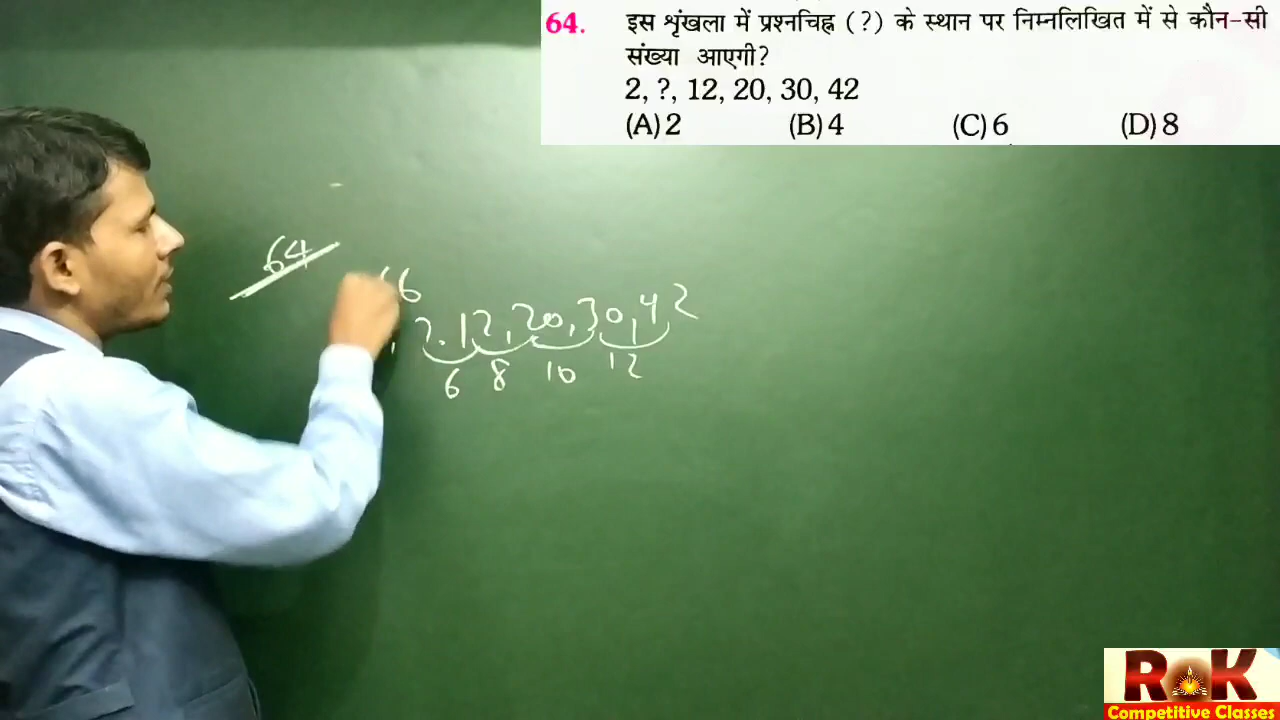 64. इस शृंखला में प्रश्नचिह्न (?) के स्थान पर निम्नलिखित में से कौन-सी
संख्या आएगी?
2, ?, 12, 20, 30, 42
(A) 2 (B) 4 (C) 6 (D) 8
64
6
?. 12, 20, 30, 42
6 8 10 12
ROK
Competitive Classes